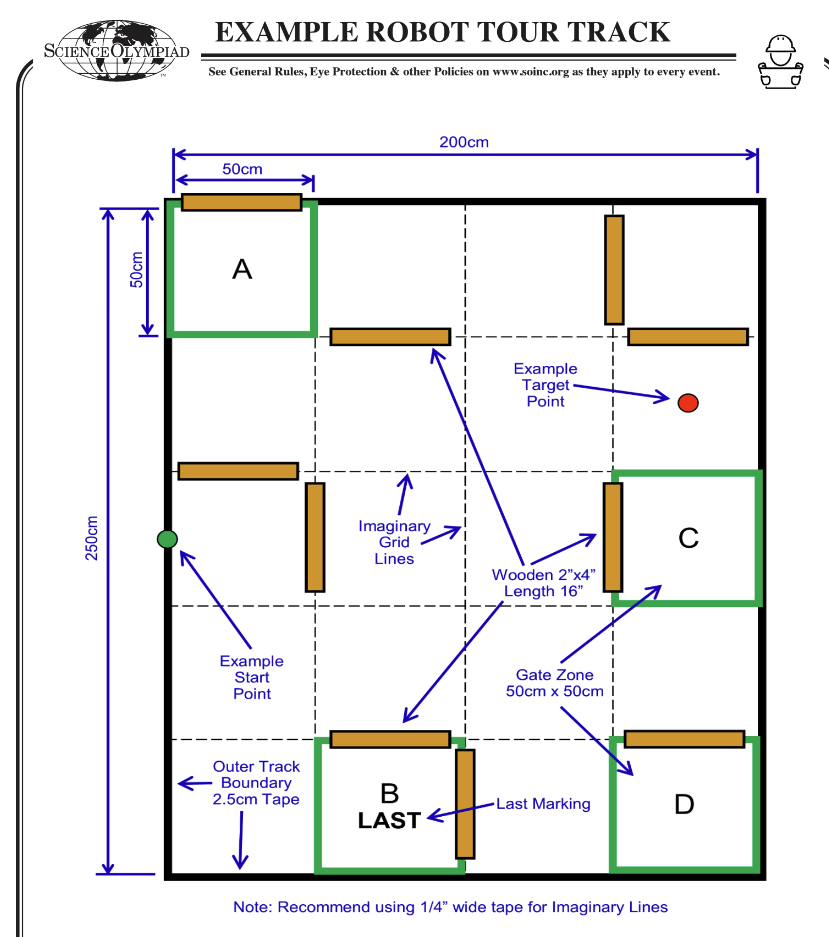 EXAMPLE ROBOT TOUR TRACK
SCIENCE OLYMPIAD
TM
See General Rules, Eye Protection & other Policies on www.soinc.org as they apply to every event.
200cm
50cm
50cm
A
Example
Target
Point
250cm
Imaginary
Grid
Lines
C
Wooden 2”x4”
Length 16”
Example
Start
Point
Gate Zone
50cm x 50cm
Outer Track
Boundary
2.5cm Tape
B
LAST
Last Marking
D
Note: Recommend using 1/4” wide tape for Imaginary Lines